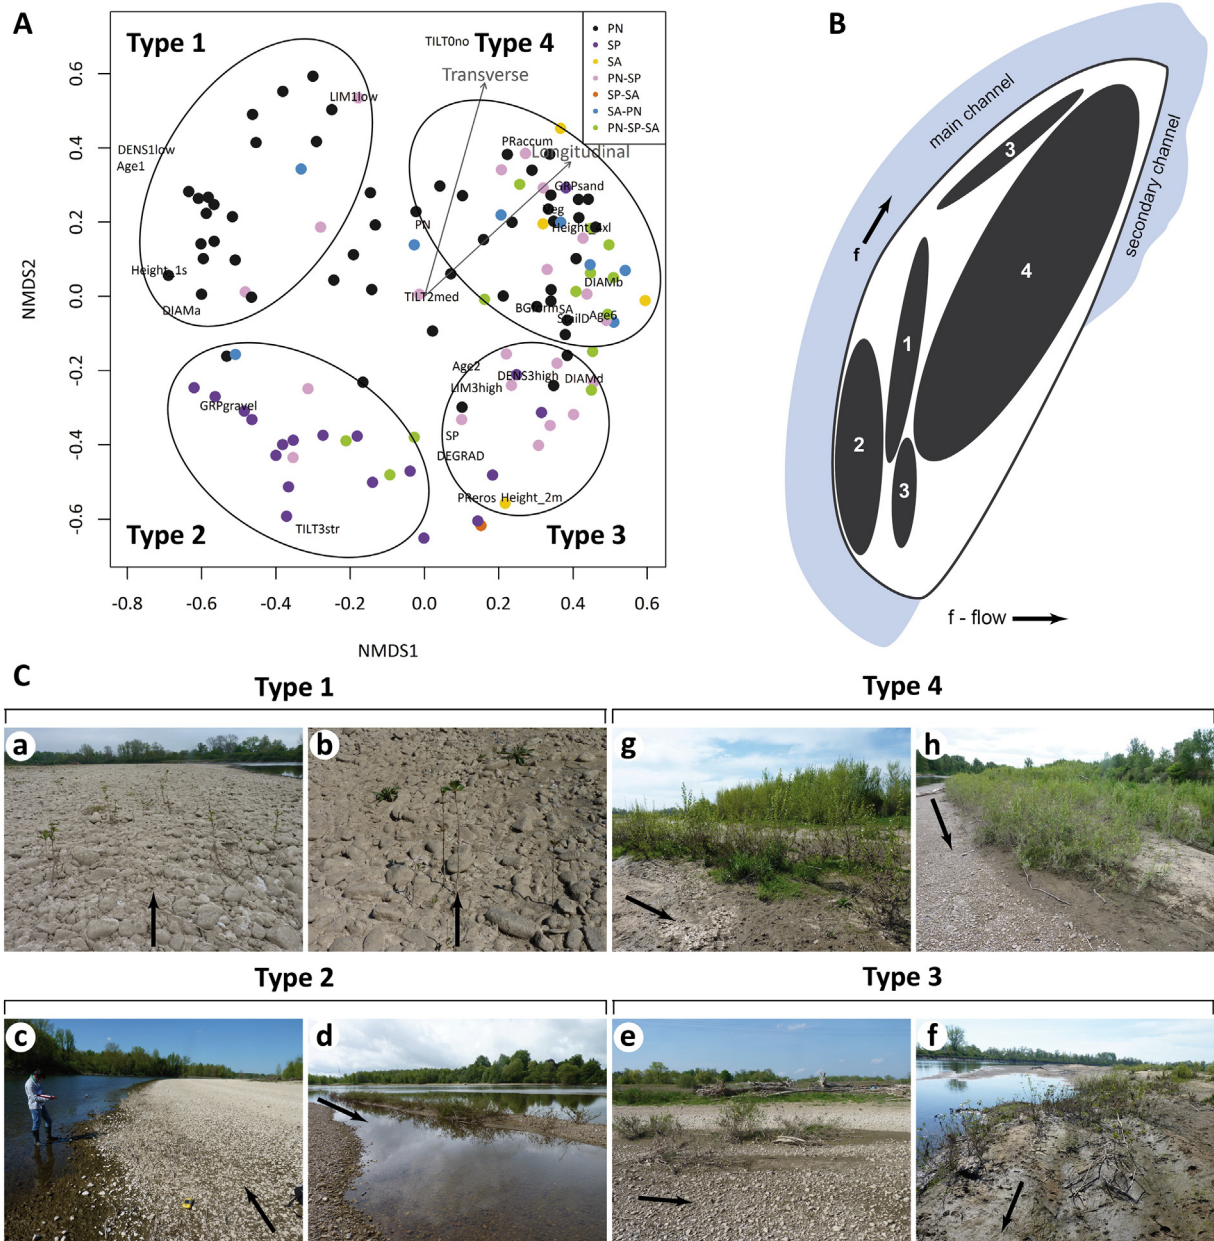 A
Type 1
TILT0no
Type 4
PN
SP
SA
PN-SP
SP-SA
SA-PN
PN-SP-SA
Transverse
LIM1low
PRaccum
Longitudinal
DENS1low
Age1
GRPsand
PN
Height_4xl
Height_1s
DIAMa
TILT2med
DIAMb
BGformSA
Age6
Age2
DENS3high
DIAMd
LIM3high
GRPgravel
SP
DEGRAD
PReros
Height_2m
TILT3str
Type 2
Type 3
NMDS2
0.6
0.4
0.2
0.0
-0.2
-0.4
-0.6
-0.8
-0.6
-0.4
-0.2
0.0
0.2
0.4
0.6
NMDS1
B
main channel
secondary channel
f
3
4
1
2
3
f - flow
C
Type 1
Type 4
a
b
g
h
Type 2
Type 3
c
d
e
f